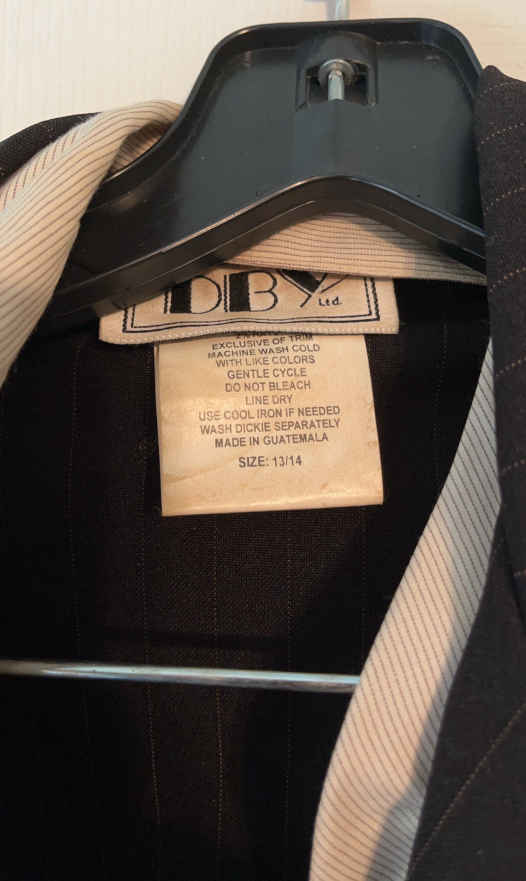 DBY
Ltd.
EXCLUSIVE OF TRIM
MACHINE WASH COLD
WITH LIKE COLORS
GENTLE CYCLE
DO NOT BLEACH
LINE DRY
USE COOL IRON IF NEEDED
WASH DICKIE SEPARATELY
MADE IN GUATEMALA
SIZE: 13/14